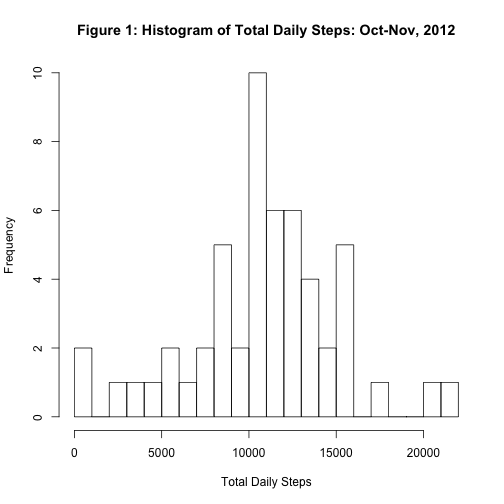 Figure 1: Histogram of Total Daily Steps: Oct-Nov, 2012
10
8
6
4
2
0
Frequency
0 5000 10000 15000 20000
Total Daily Steps